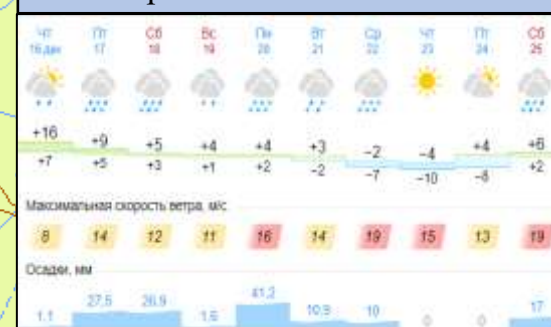 Чт Пт Сб Вс Пн Вт Ср Чт Пт Сб
16 дек 17 18 19 20 21 22 23 24 25
+16 +9 +5 +4 +4 +3 −2 −4 +4 +6
+7 +5 +3 +1 +2 −2 −7 −10 −8 +2
Максимальная скорость ветра, м/с
8 14 12 11 16 14 19 15 13 19
Осадки, мм
1,1 27,5 26,9 1,6 41,2 10,9 10 0 0 17